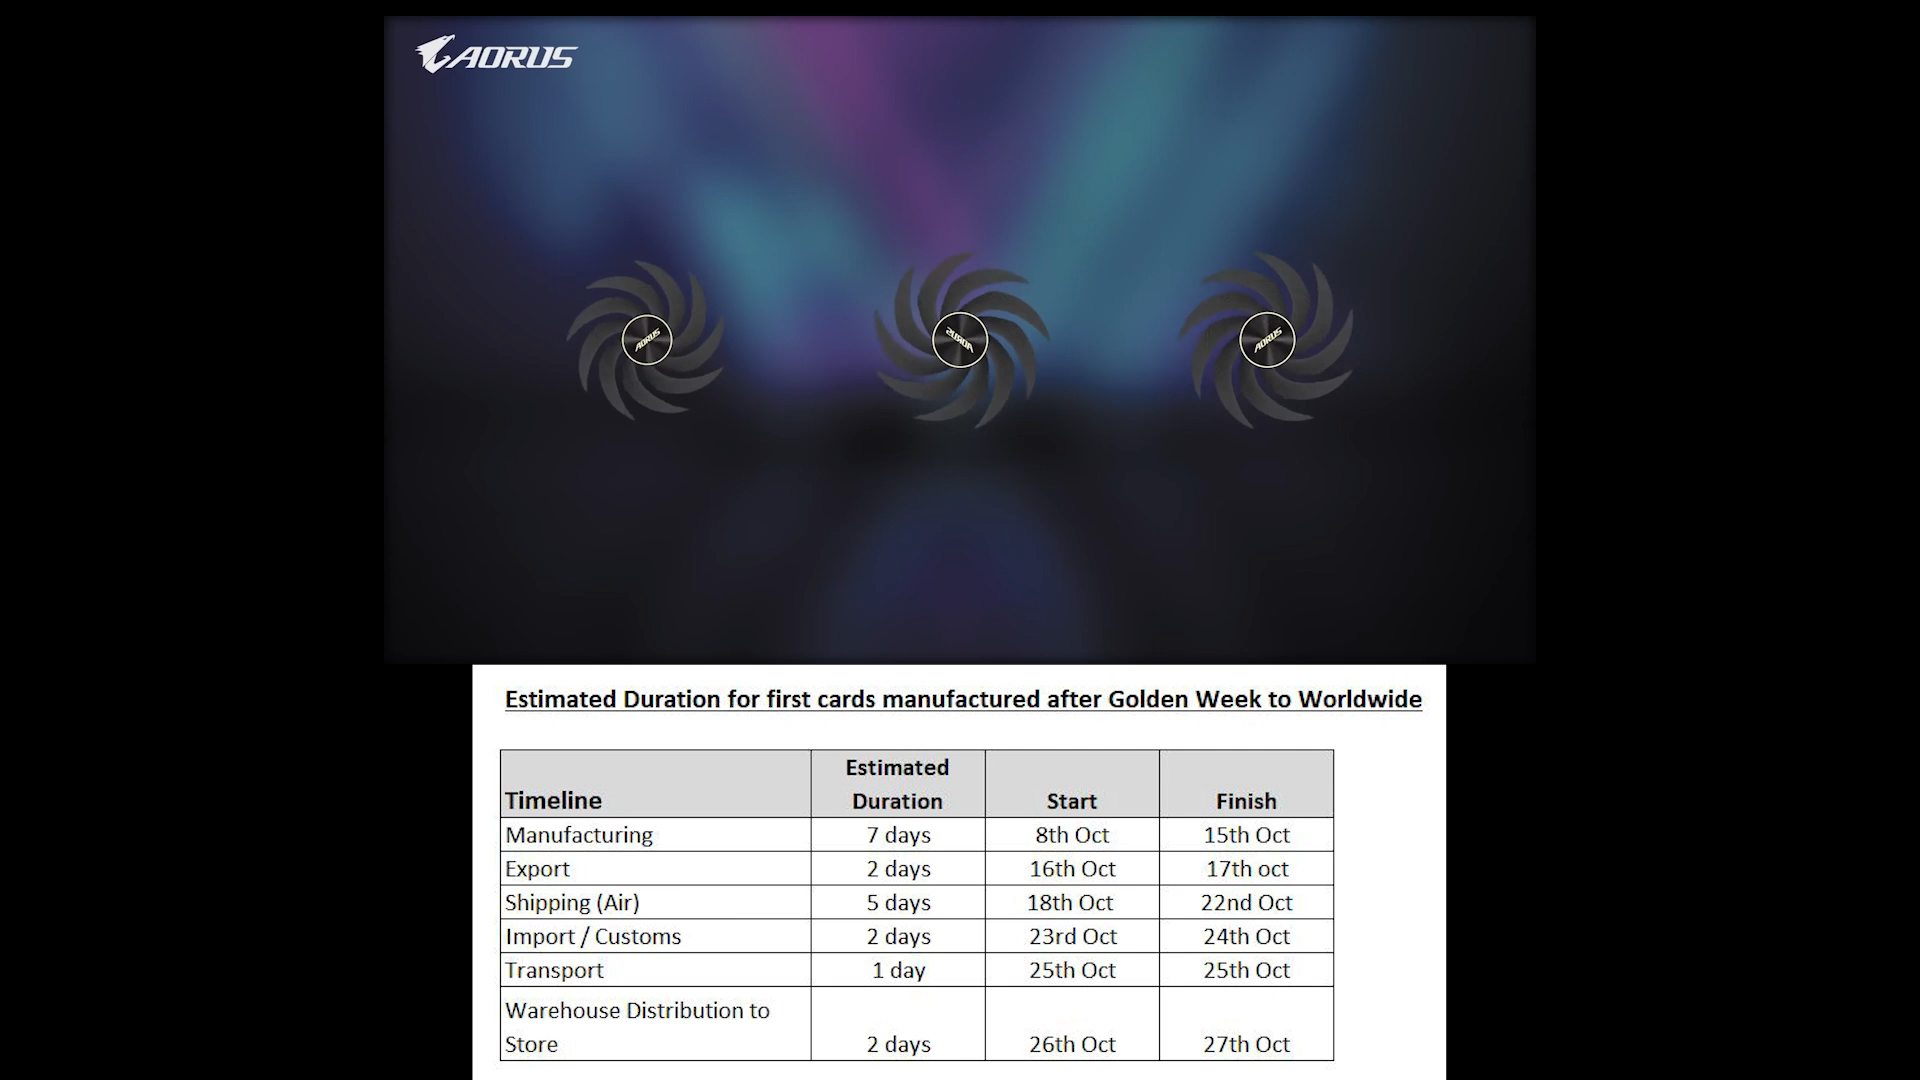 AORUS
AORUS
AORUS
AORUS
Estimated Duration for first cards manufactured after Golden Week to Worldwide
Timeline Estimated Duration Start Finish
Manufacturing 7 days 8th Oct 15th Oct
Export 2 days 16th Oct 17th oct
Shipping (Air) 5 days 18th Oct 22nd Oct
Import / Customs 2 days 23rd Oct 24th Oct
Transport 1 day 25th Oct 25th Oct
Warehouse Distribution to Store 2 days 26th Oct 27th Oct